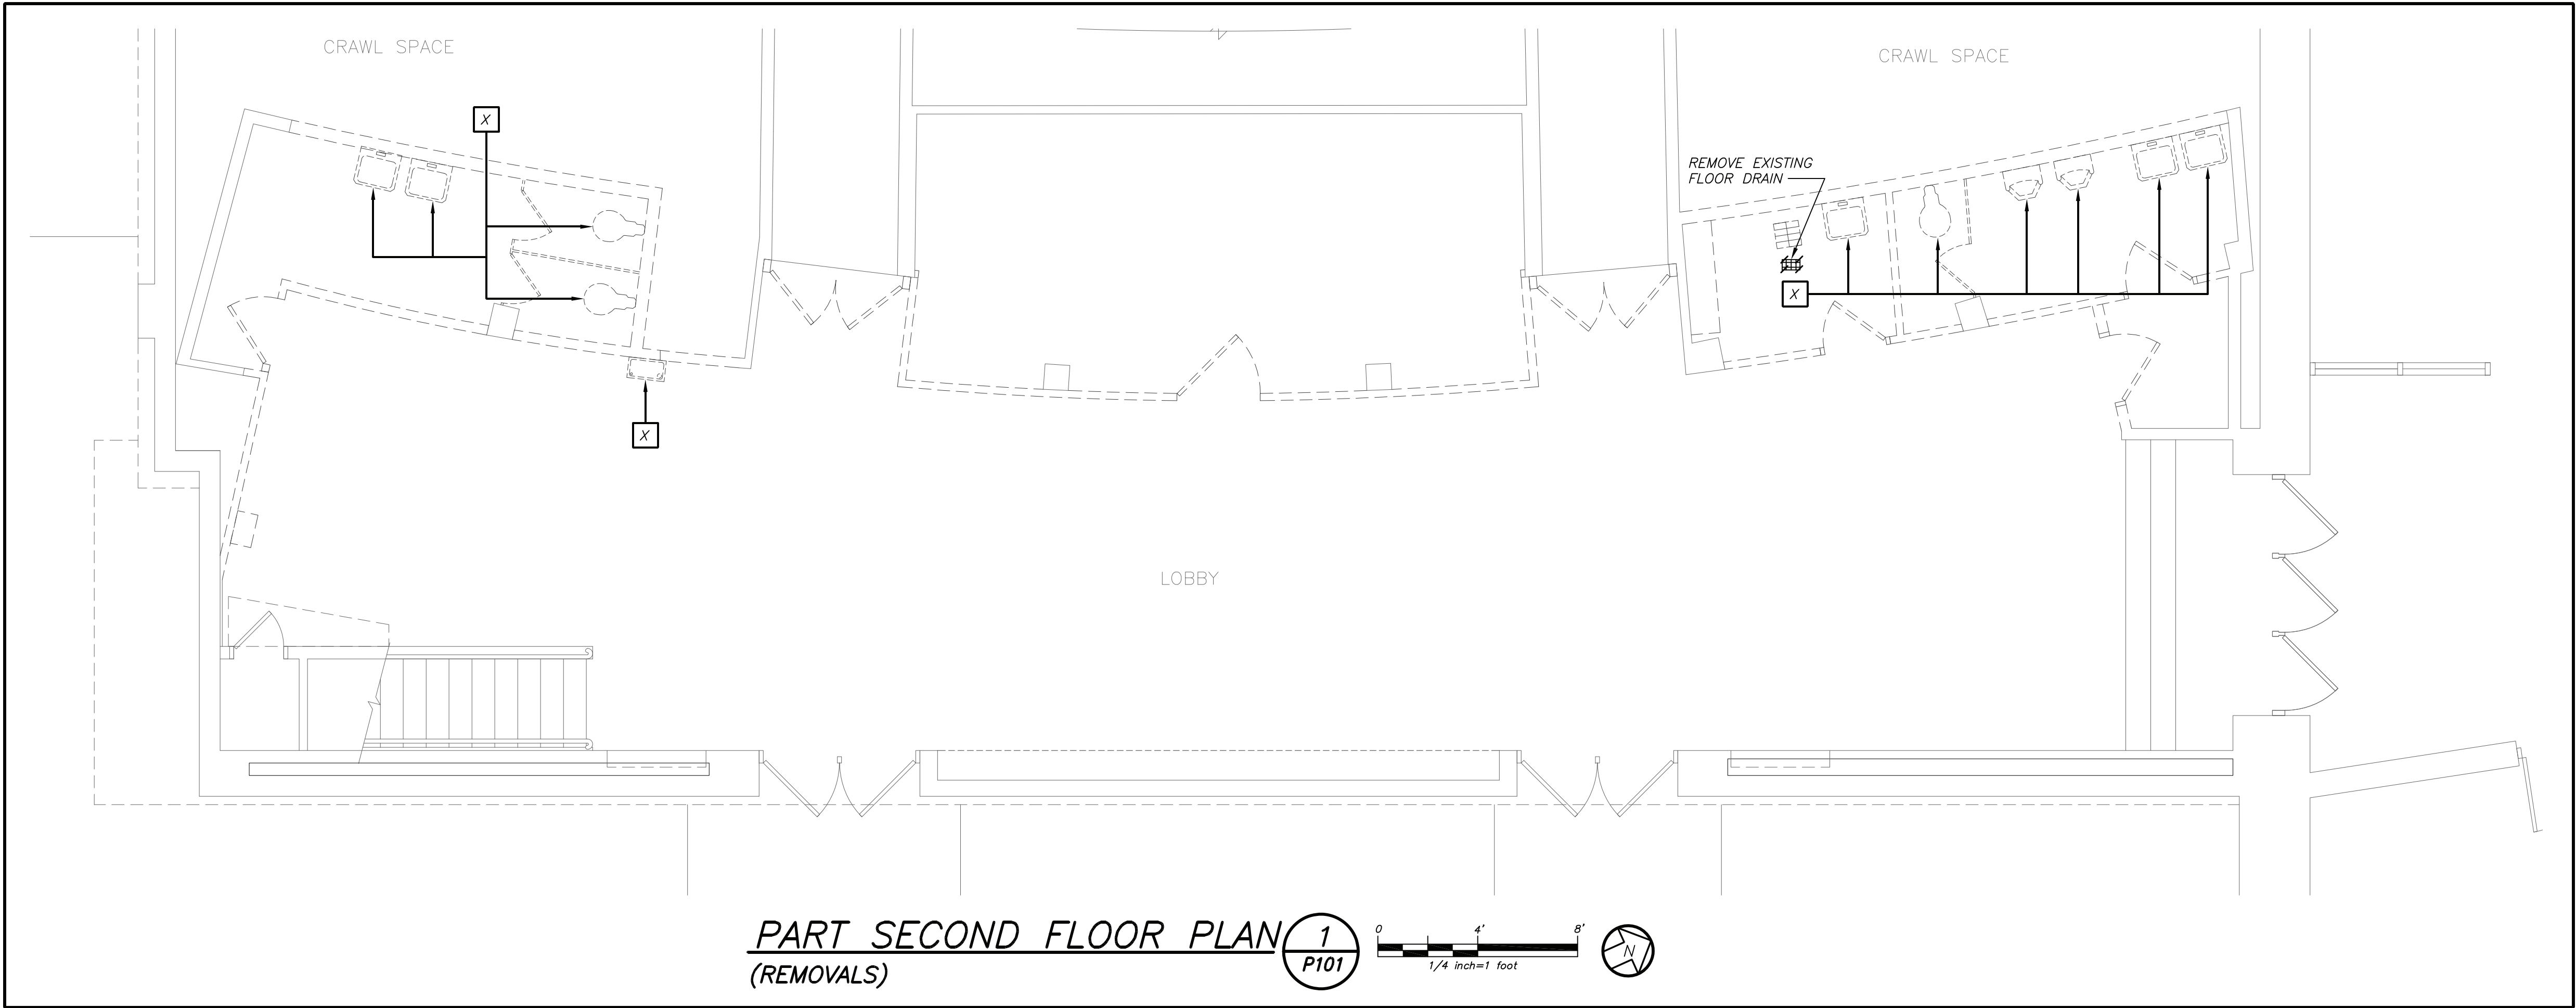 CRAWL SPACE
CRAWL SPACE
X
REMOVE EXISTING
FLOOR DRAIN
X
X
LOBBY
PART SECOND FLOOR PLAN
(REMOVALS)
1
P101
0 4' 8'
1/4 inch=1 foot
N